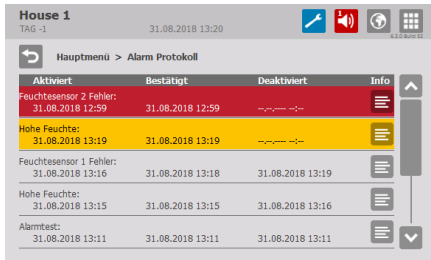 House 1
TAG -1
31.08.2018 13:20
1
Hauptmenü > Alarm Protokoll
Aktiviert Bestätigt Deaktiviert Info
Feuchtesensor 2 Fehler:
31.08.2018 12:59 31.08.2018 12:59 --.--.---- --:--
Hohe Feuchte:
31.08.2018 13:19 31.08.2018 13:19 --.--.---- --:--
Feuchtesensor 1 Fehler:
31.08.2018 13:16 31.08.2018 13:18 31.08.2018 13:19
Hohe Feuchte:
31.08.2018 13:15 31.08.2018 13:15 31.08.2018 13:16
Alarmtest:
31.08.2018 13:11 31.08.2018 13:11 31.08.2018 13:11